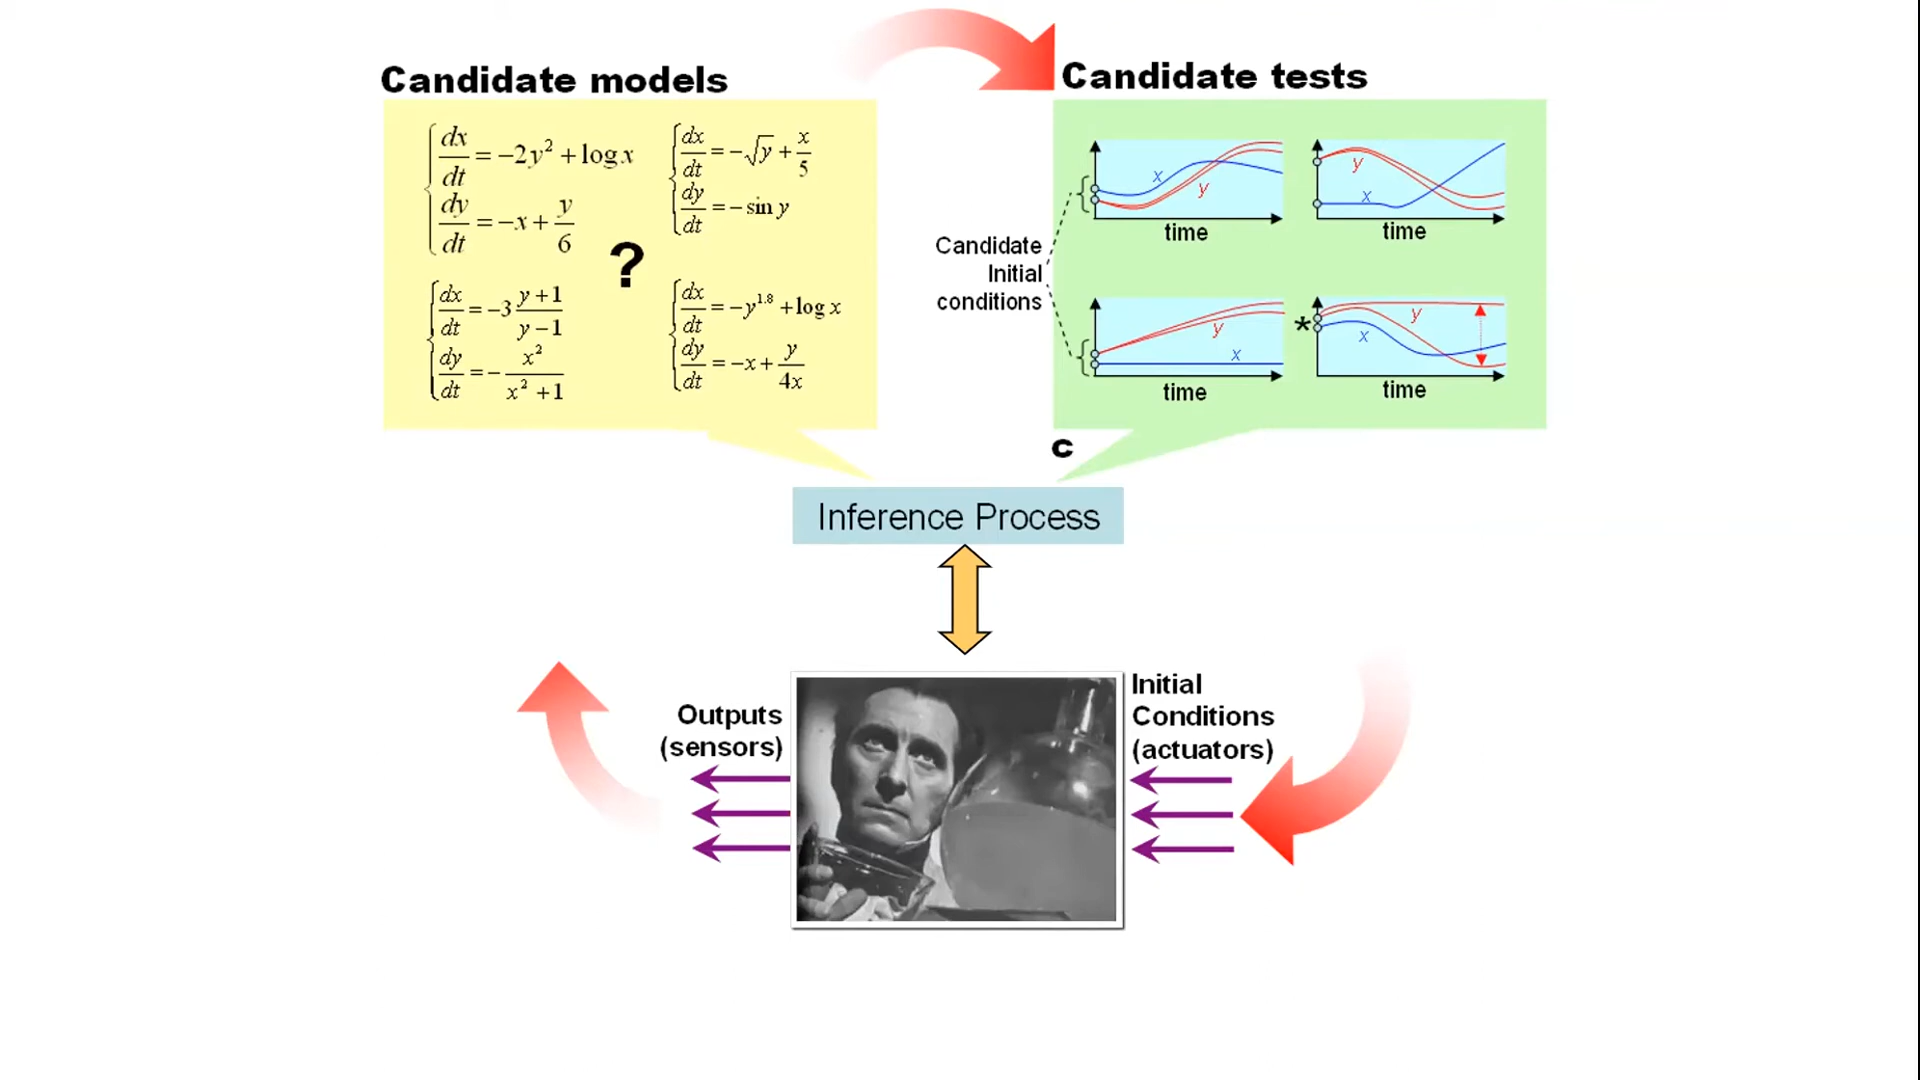 Candidate models
dx/dt = −2y² + log x
dy/dt = −x + y/6
dx/dt = −√y + x/5
dy/dt = −sin y
?
dx/dt = −3 (y+1)/(y−1)
dy/dt = − x²/(x² +1)
dx/dt = −y^1.8 + log x
dy/dt = −x + y/4x
Candidate tests
x
y
time
y
x
time
Candidate
Initial
conditions
y
x
time
*
y
x
time
c
Inference Process
Outputs
(sensors)
Initial
Conditions
(actuators)